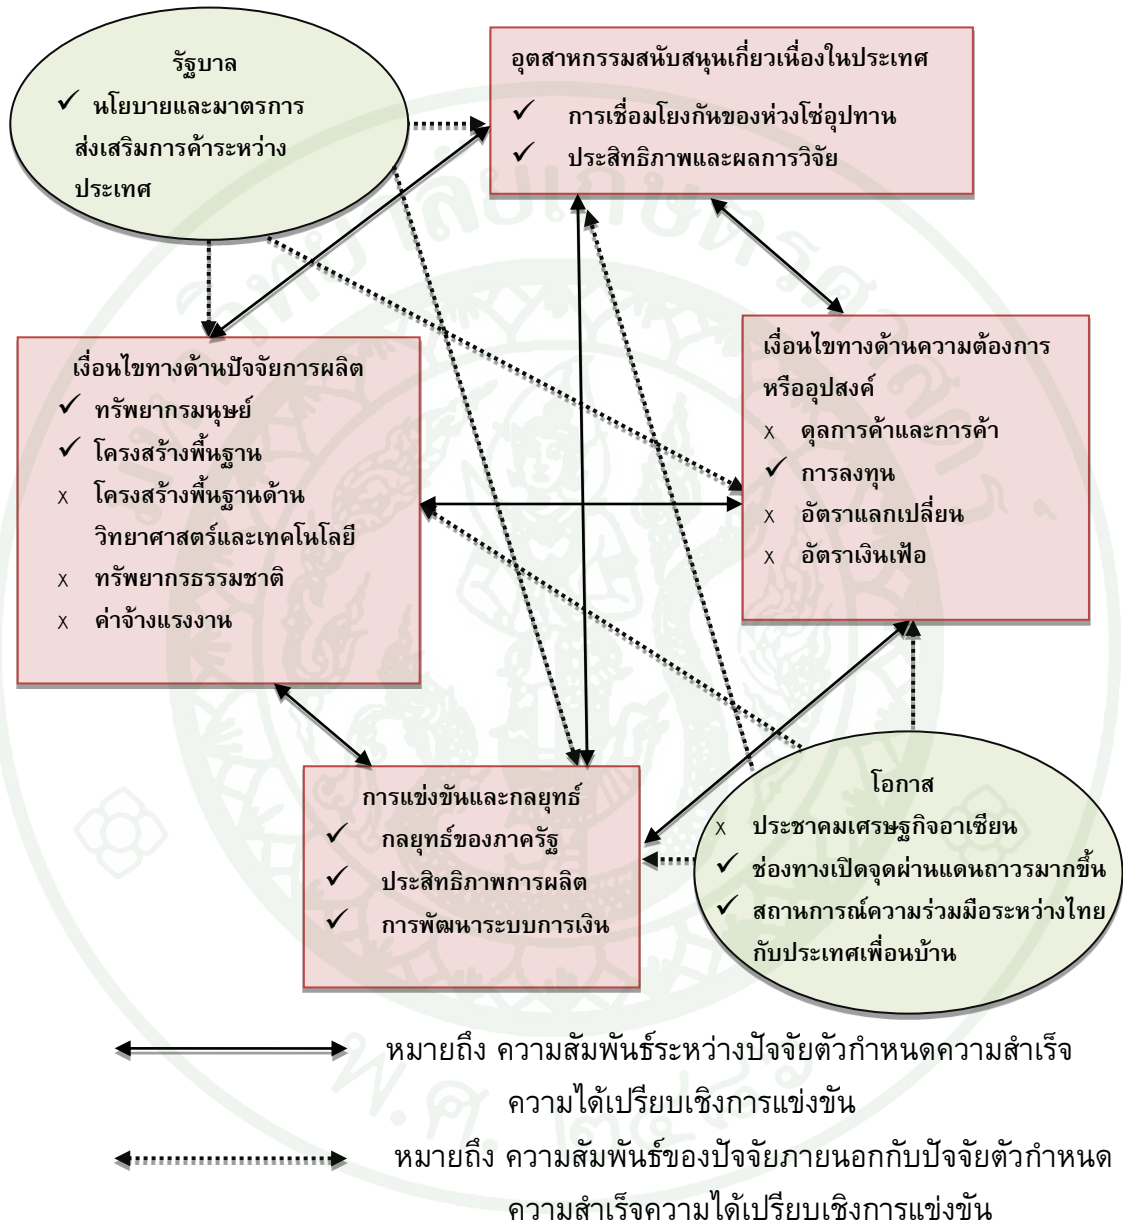 รัฐบาล
✓ นโยบายและมาตรการ
ส่งเสริมการค้าระหว่าง
ประเทศ
อุตสาหกรรมสนับสนุนเกี่ยวเนื่องในประเทศ
✓ การเชื่อมโยงกันของห่วงโซ่อุปทาน
✓ ประสิทธิภาพและผลการวิจัย
เงื่อนไขทางด้านปัจจัยการผลิต
✓ ทรัพยากรมนุษย์
✓ โครงสร้างพื้นฐาน
x โครงสร้างพื้นฐานด้าน
วิทยาศาสตร์และเทคโนโลยี
x ทรัพยากรธรรมชาติ
x ค่าจ้างแรงงาน
เงื่อนไขทางด้านความต้องการ
หรืออุปสงค์
x ดุลการค้าและการค้า
✓ การลงทุน
x อัตราแลกเปลี่ยน
x อัตราเงินเฟ้อ
การแข่งขันและกลยุทธ์
✓ กลยุทธ์ของภาครัฐ
✓ ประสิทธิภาพการผลิต
✓ การพัฒนาระบบการเงิน
โอกาส
x ประชาคมเศรษฐกิจอาเซียน
✓ ช่องทางเปิดจุดผ่านแดนถาวรมากขึ้น
✓ สถานการณ์ความร่วมมือระหว่างไทย
กับประเทศเพื่อนบ้าน
หมายถึง ความสัมพันธ์ระหว่างปัจจัยตัวกำหนดความสำเร็จ
ความได้เปรียบเชิงการแข่งขัน
หมายถึง ความสัมพันธ์ของปัจจัยภายนอกกับปัจจัยตัวกำหนด
ความสำเร็จความได้เปรียบเชิงการแข่งขัน
มหาวิทยาลัยเกษตรศาสตร์
พ.ศ. ๒๔๘๖